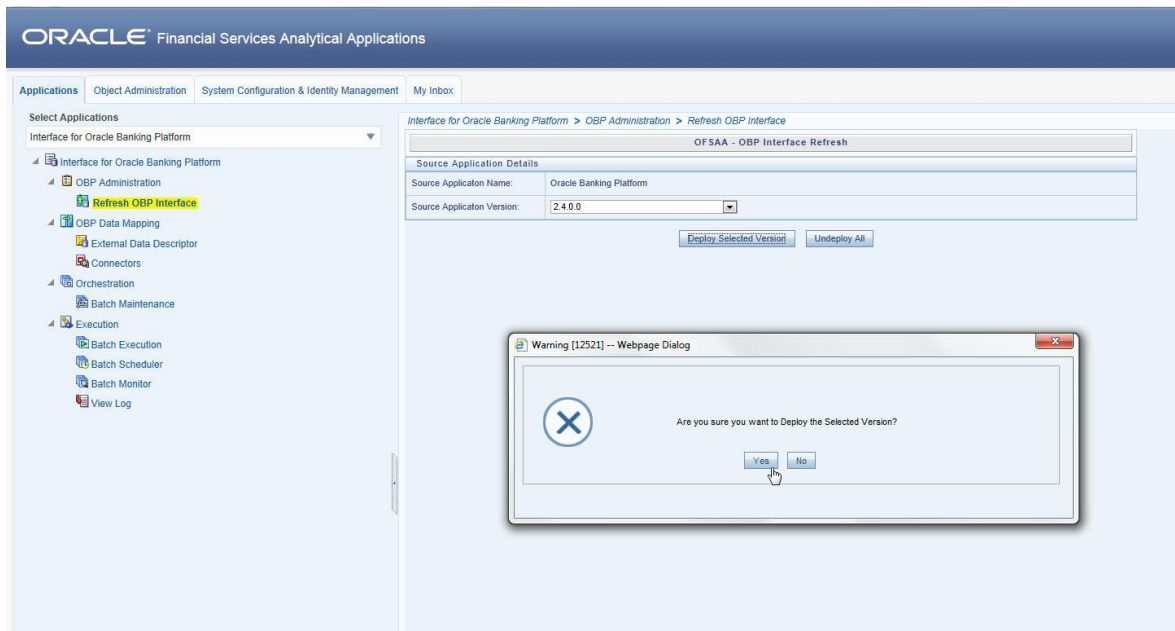 ORACLE® Financial Services Analytical Applications
Applications Object Administration System Configuration & Identity Management My Inbox
Select Applications
Interface for Oracle Banking Platform
Interface for Oracle Banking Platform
OBP Administration
Refresh OBP Interface
OBP Data Mapping
External Data Descriptor
Connectors
Orchestration
Batch Maintenance
Execution
Batch Execution
Batch Scheduler
Batch Monitor
View Log
Interface for Oracle Banking Platform > OBP Administration > Refresh OBP Interface
OFSAA - OBP Interface Refresh
Source Application Details
Source Applicaton Name: Oracle Banking Platform
Source Applicaton Version: 2.4.0.0
Deploy Selected Version Undeploy All
Warning [12521] -- Webpage Dialog
Are you sure you want to Deploy the Selected Version?
Yes No